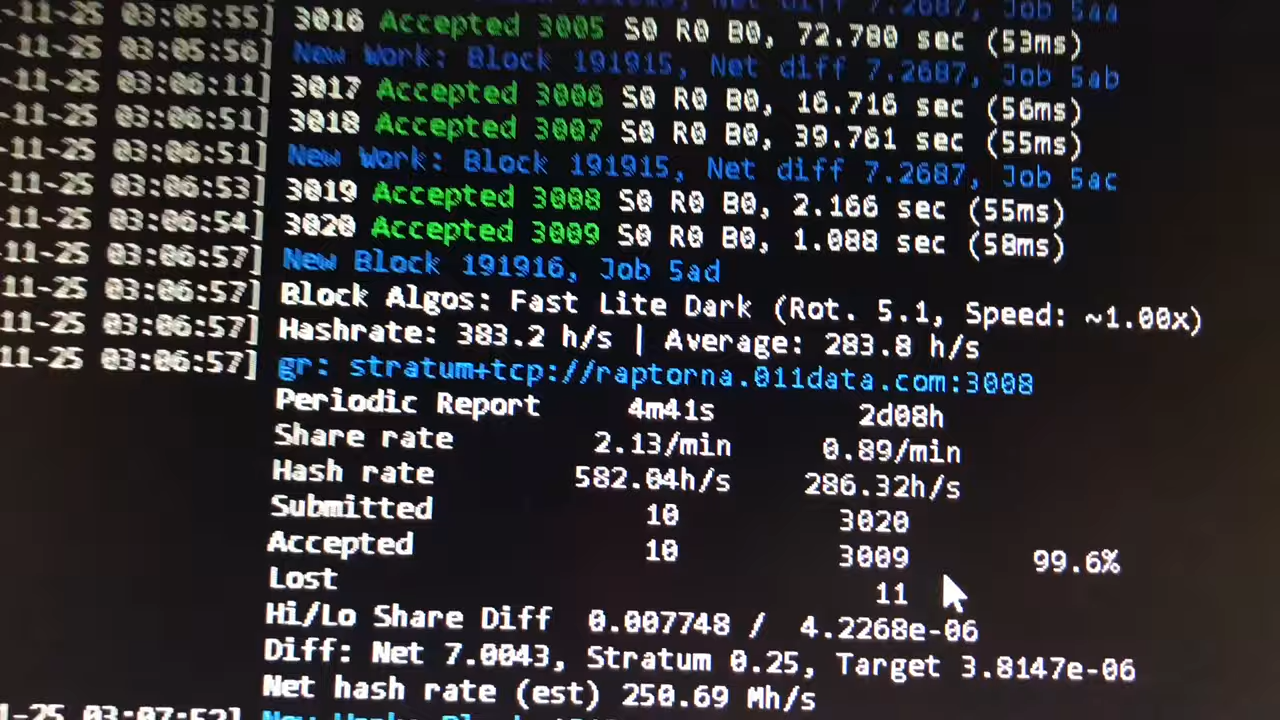 -11-25 03:05:55] 3016 Accepted 3005 S0 R0 B0, 72.780 sec (53ms)
-11-25 03:05:56] New Work: Block 191915, Net diff 7.2687, Job 5ab
-11-25 03:06:11] 3017 Accepted 3006 S0 R0 B0, 16.716 sec (56ms)
-11-25 03:06:51] 3018 Accepted 3007 S0 R0 B0, 39.761 sec (55ms)
-11-25 03:06:51] New Work: Block 191915, Net diff 7.2687, Job 5ac
-11-25 03:06:53] 3019 Accepted 3008 S0 R0 B0, 2.166 sec (55ms)
-11-25 03:06:54] 3020 Accepted 3009 S0 R0 B0, 1.088 sec (58ms)
-11-25 03:06:57] New Block 191916, Job 5ad
11-25 03:06:57] Block Algos: Fast Lite Dark (Rot. 5.1, Speed: ~1.00x)
11-25 03:06:57] Hashrate: 383.2 h/s | Average: 283.8 h/s
11-25 03:06:57] gr: stratum+tcp://raptorna.011data.com:3008
Periodic Report 4m41s 2d08h
Share rate 2.13/min 0.89/min
Hash rate 582.04h/s 286.32h/s
Submitted 10 3020
Accepted 10 3009 99.6%
Lost 11
Hi/Lo Share Diff 0.007748 / 4.2268e-06
Diff: Net 7.0043, Stratum 0.25, Target 3.8147e-06
Net hash rate (est) 250.69 Mh/s